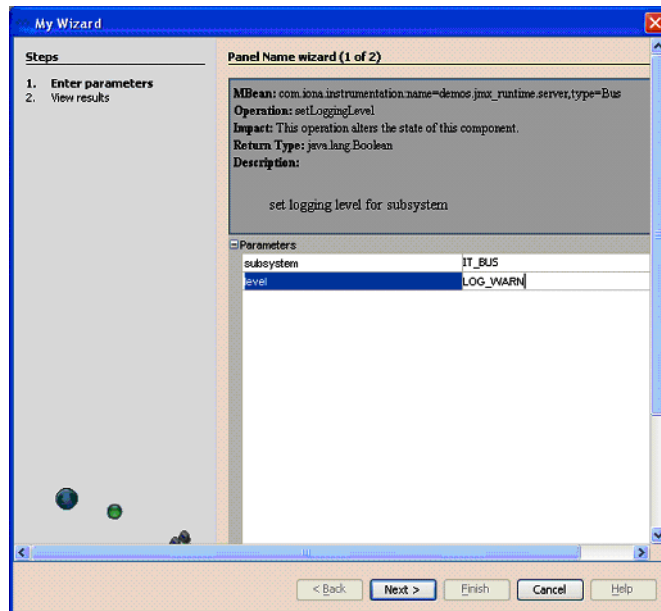 My Wizard
Steps
1. Enter parameters
2. View results
Panel Name wizard (1 of 2)
MBean: com.iona.instrumentation:name=demos.jmx_runtime.server,type=Bus
Operation: setLoggingLevel
Impact: This operation alters the state of this component.
Return Type: java.lang.Boolean
Description:
set logging level for subsystem
Parameters
subsystem IT_BUS
level LOG_WARN
< Back Next > Finish Cancel Help